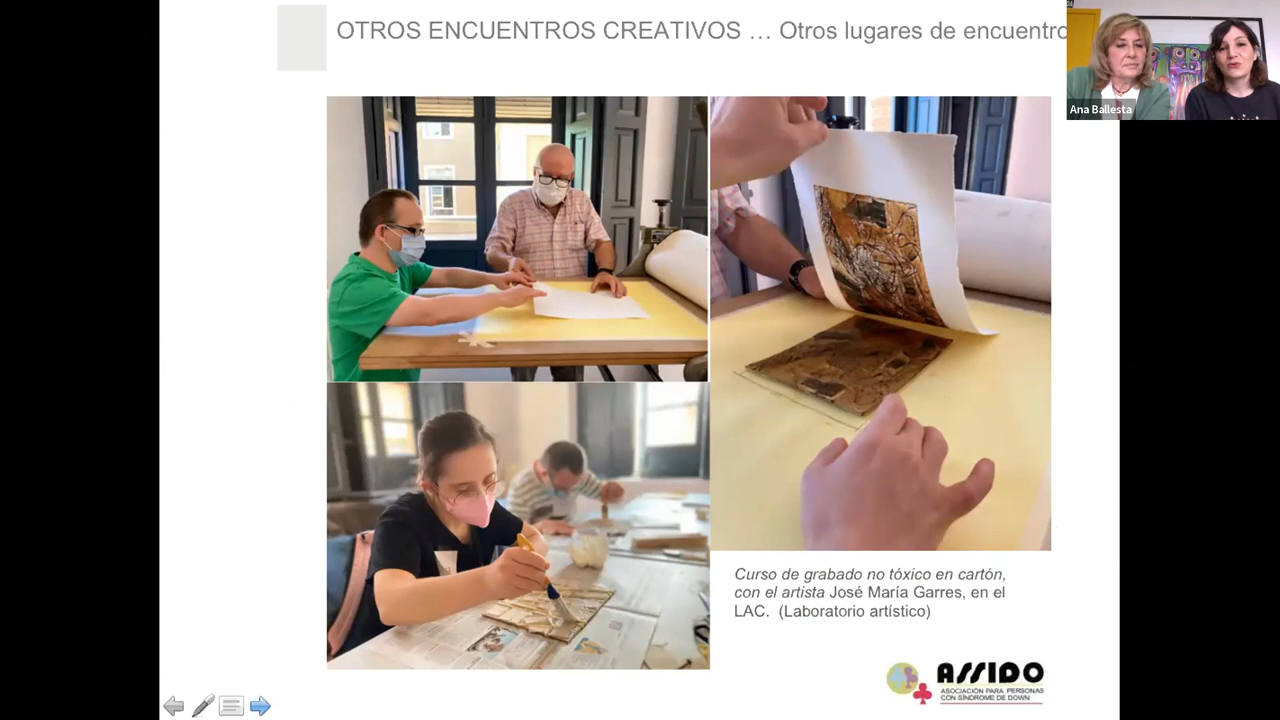 OTROS ENCUENTROS CREATIVOS … Otros lugares de encuentro
Ana Ballesta
Curso de grabado no tóxico en cartón,
con el artista José María Garres, en el
LAC. (Laboratorio artístico)
ASSIDO
ASOCIACIÓN PARA PERSONAS
CON SÍNDROME DE DOWN